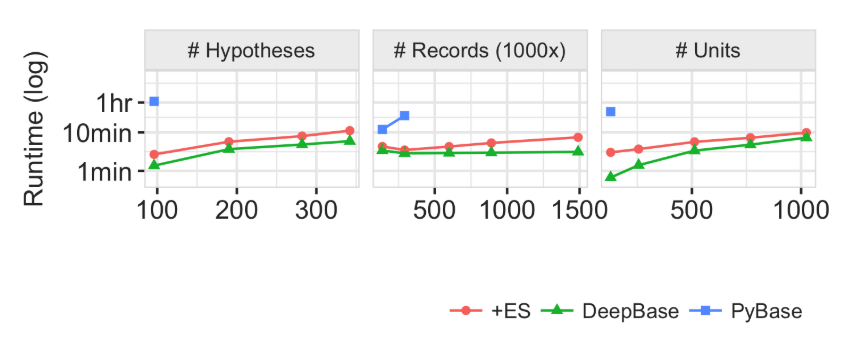 # Hypotheses # Records (1000x) # Units
Runtime (log)
1hr
10min
1min
100 200 300 500 1000 1500 500 1000
+ES DeepBase PyBase